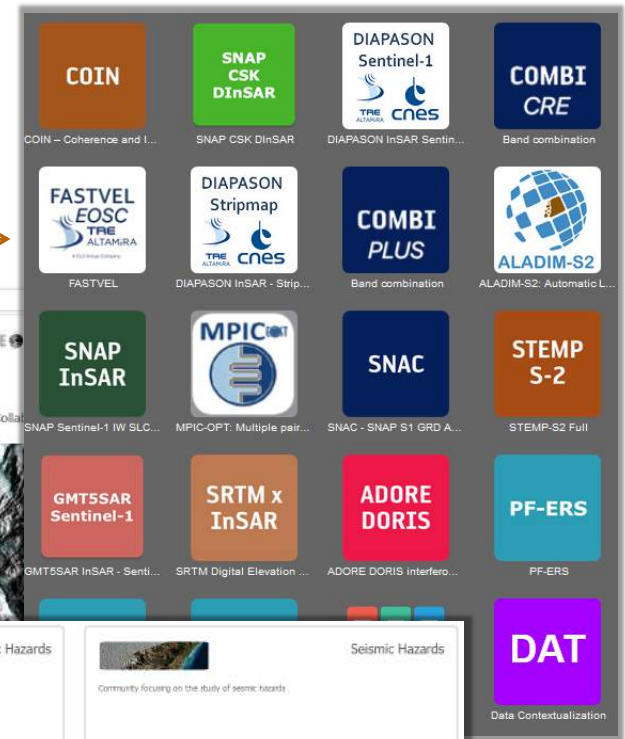 COIN
COIN – Coherence and I...
SNAP
CSK
DInSAR
SNAP CSK DInSAR
DIAPASON
Sentinel-1
TRE
ALTAMIRA
cnes
DIAPASON InSAR Sentin...
COMBI
CRE
Band combination
FASTVEL
EOSC
TRE
ALTAMIRA
FASTVEL
DIAPASON
Stripmap
TRE
ALTAMIRA
cnes
DIAPASON InSAR - Strip...
COMBI
PLUS
Band combination
ALADIM-S2
ALADIM-S2: Automatic L...
SNAP
InSAR
SNAP Sentinel-1 IW SLC...
MPIC-OPT
MPIC-OPT: Multiple pair...
SNAC
SNAC - SNAP S1 GRD A...
STEMP
S-2
STEMP-S2 Full
GMT5SAR
Sentinel-1
GMT5SAR InSAR - Senti...
SRTM x
InSAR
SRTM Digital Elevation ...
ADORE
DORIS
ADORE DORIS interfero...
PF-ERS
PF-ERS
DAT
Data Contextualization
E
Collab
Hazards
Seismic Hazards
Community focusing on the study of seismic hazards